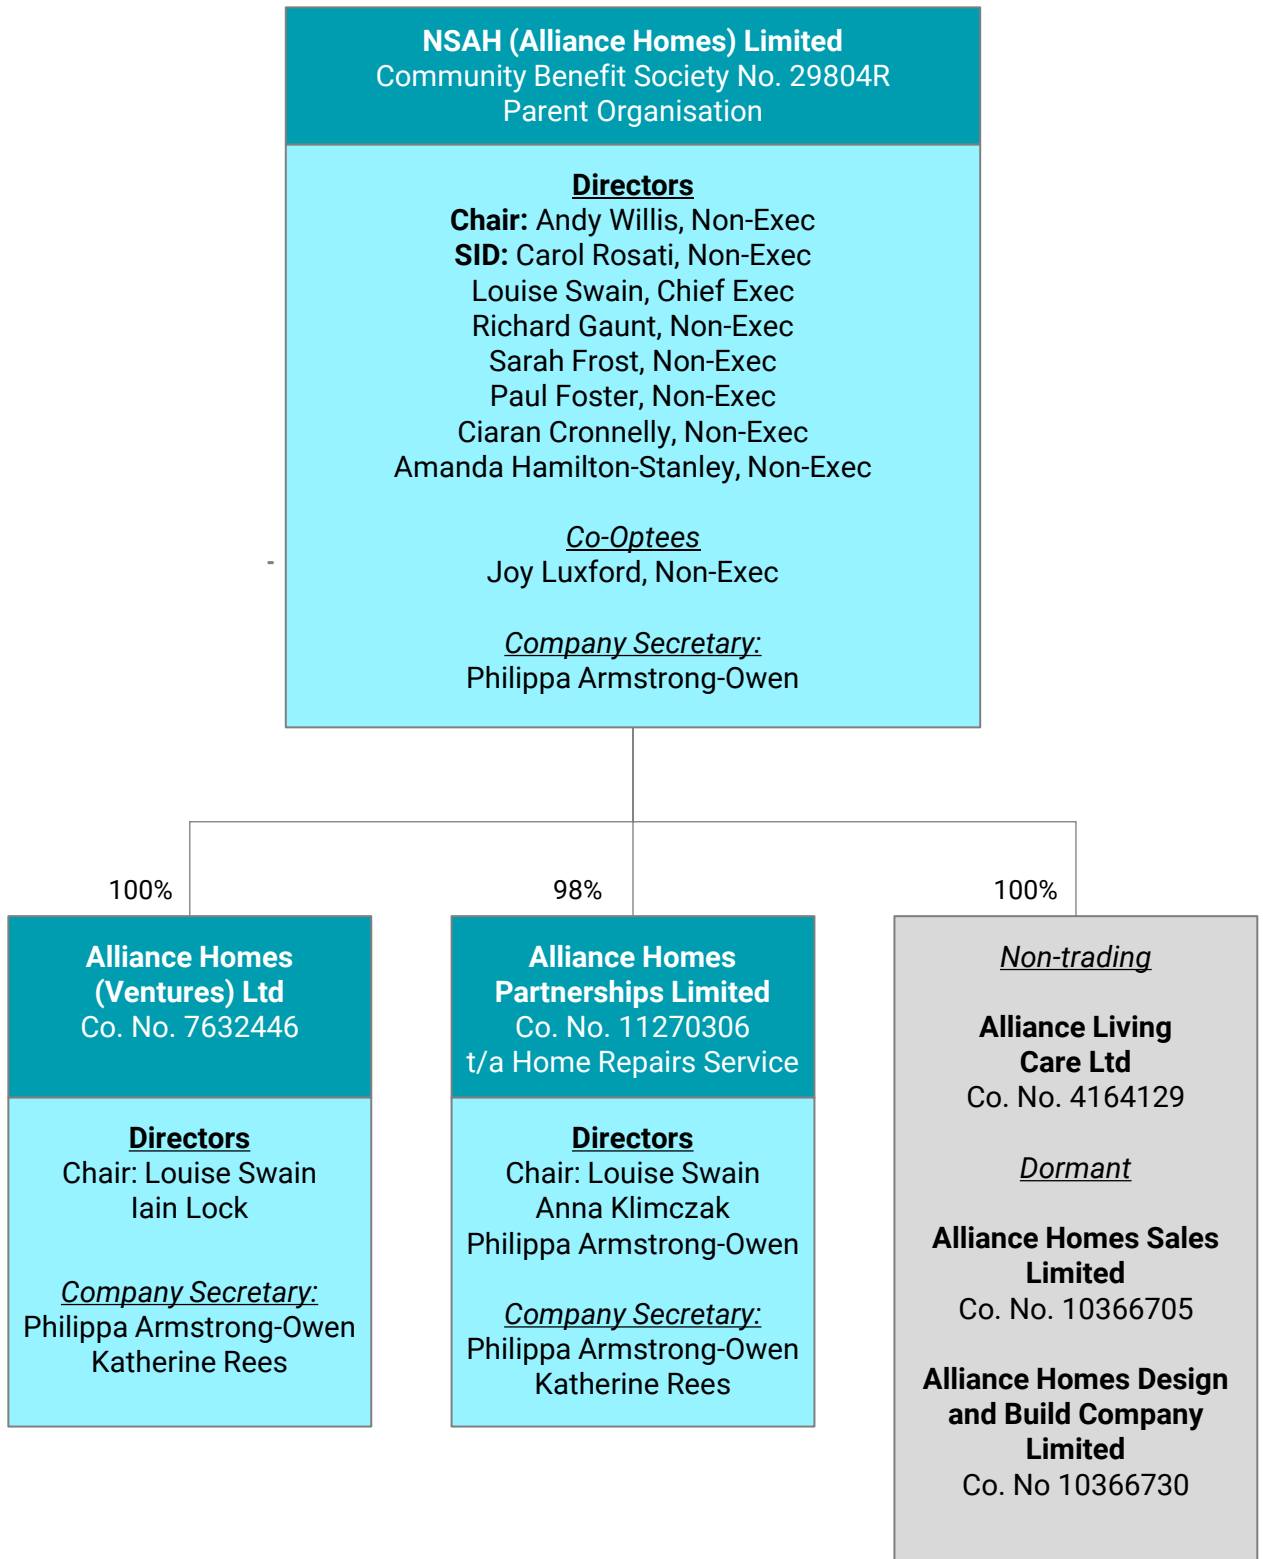 NSAH (Alliance Homes) Limited
Community Benefit Society No. 29804R
Parent Organisation
Directors
Chair: Andy Willis, Non-Exec
SID: Carol Rosati, Non-Exec
Louise Swain, Chief Exec
Richard Gaunt, Non-Exec
Sarah Frost, Non-Exec
Paul Foster, Non-Exec
Ciaran Cronnelly, Non-Exec
Amanda Hamilton-Stanley, Non-Exec
Co-Optees
-
Joy Luxford, Non-Exec
Company Secretary:
Philippa Armstrong-Owen
100%
98%
100%
Alliance Homes
(Ventures) Ltd
Co. No. 7632446
Directors
Chair: Louise Swain
Iain Lock
Company Secretary:
Philippa Armstrong-Owen
Katherine Rees
Alliance Homes
Partnerships Limited
Co. No. 11270306
t/a Home Repairs Service
Directors
Chair: Louise Swain
Anna Klimczak
Philippa Armstrong-Owen
Company Secretary:
Philippa Armstrong-Owen
Katherine Rees
Non-trading
Alliance Living
Care Ltd
Co. No. 4164129
Dormant
Alliance Homes Sales
Limited
Co. No. 10366705
Alliance Homes Design
and Build Company
Limited
Co. No 10366730